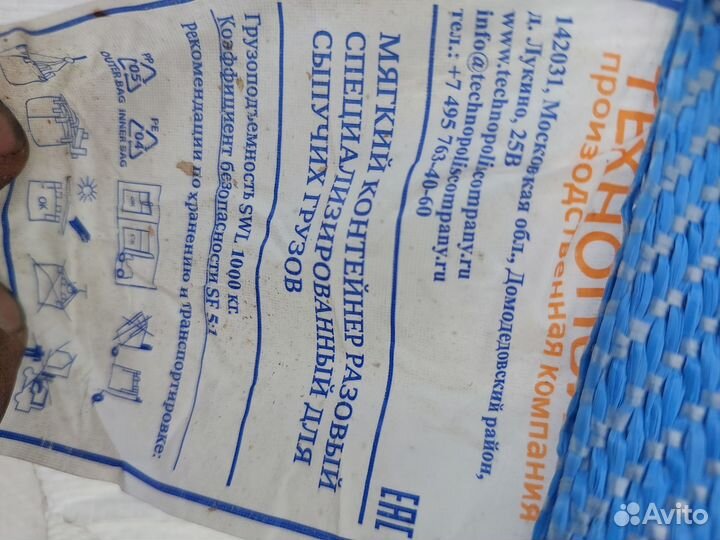 производственная компания
142031, Московская обл., Домодедовский район,
д. Лукино, 25В
www.technopoliscompany.ru
info@technopoliscompany.ru
тел.: +7 495 763-40-60
МЯГКИЙ КОНТЕЙНЕР РАЗОВЫЙ
СПЕЦИАЛИЗИРОВАННЫЙ ДЛЯ
СЫПУЧИХ ГРУЗОВ
EAC
Грузоподъемность SWL 1000 кг.
Коэффициент безопасности SF 5:1
рекомендации по хранению и транспортировке:
PP
05
OUTER BAG
PE
04
INNER BAG
OK
Avito